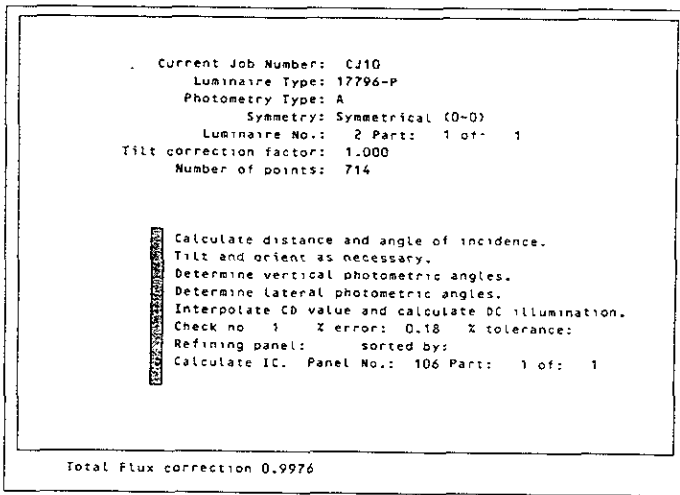 Current Job Number: CJ10
Luminaire Type: 17796-P
Photometry Type: A
Symmetry: Symmetrical (0-0)
Luminaire No.: 2 Part: 1 of: 1
Tilt correction factor: 1.000
Number of points: 714
Calculate distance and angle of incidence.
Tilt and orient as necessary.
Determine vertical photometric angles.
Determine lateral photometric angles.
Interpolate CD value and calculate DC illumination.
Check no 1 % error: 0.18 % tolerance:
Refining panel: sorted by:
Calculate IC. Panel No.: 106 Part: 1 of: 1
Total Flux correction 0.9976